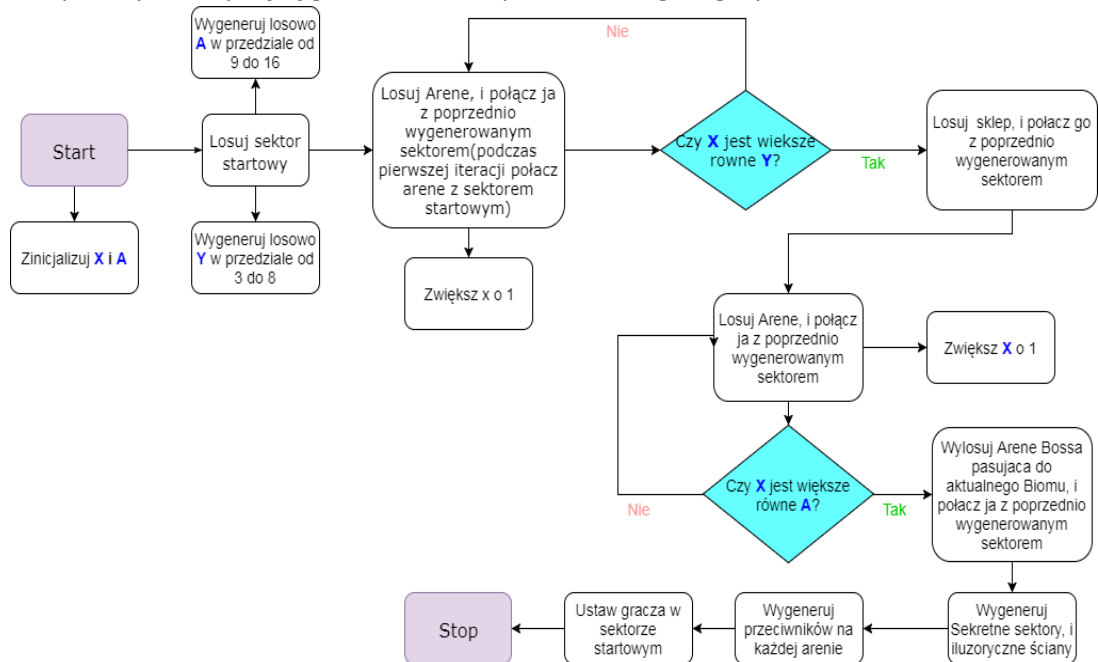 Wygeneruj losowo
A w przedziale od
9 do 16
Nie
Start
Losuj sektor
startowy
Losuj Arene, i połącz ja
z poprzednio
wygenerowanym
sektorem(podczas
pierwszej iteracji połacz
arene z sektorem
startowym)
Czy X jest wieksze
rowne Y?
Tak
Losuj sklep, i połacz go
z poprzednio
wygenerowanym
sektorem
Zinicjalizuj X i A
Wygeneruj losowo
Y w przedziale od
3 do 8
Zwiększ x o 1
Losuj Arene, i połącz
ja z poprzednio
wygenerowanym
sektorem
Zwiększ X o 1
Czy X jest większe
równe A?
Nie
Tak
Wylosuj Arene Bossa
pasujaca do
aktualnego Biomu, i
połacz ja z poprzednio
wygenerowanym
sektorem
Stop
Ustaw gracza w
sektorze
startowym
Wygeneruj
przeciwników na
każdej arenie
Wygeneruj
Sekretne sektory, i
iluzoryczne ściany